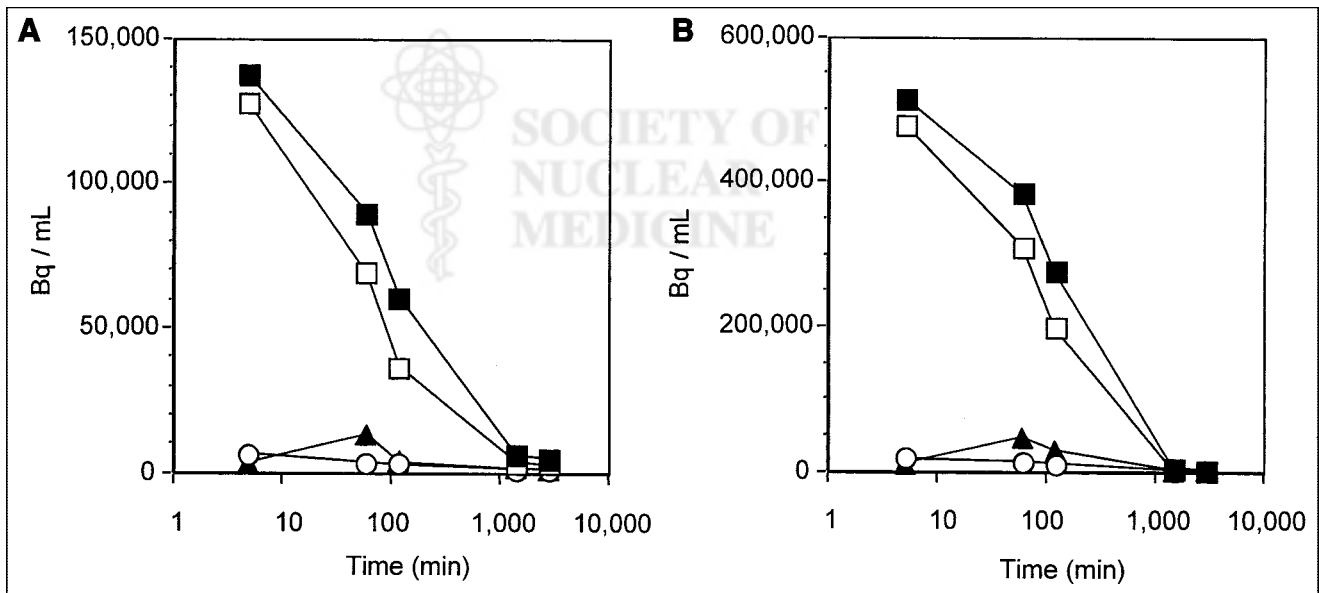 A
150,000
100,000
50,000
0
Bq / mL
1 10 100 1,000 10,000
Time (min)
B
600,000
400,000
200,000
0
Bq / mL
1 10 100 1,000 10,000
Time (min)
SOCIETY OF
NUCLEAR
MEDICINE